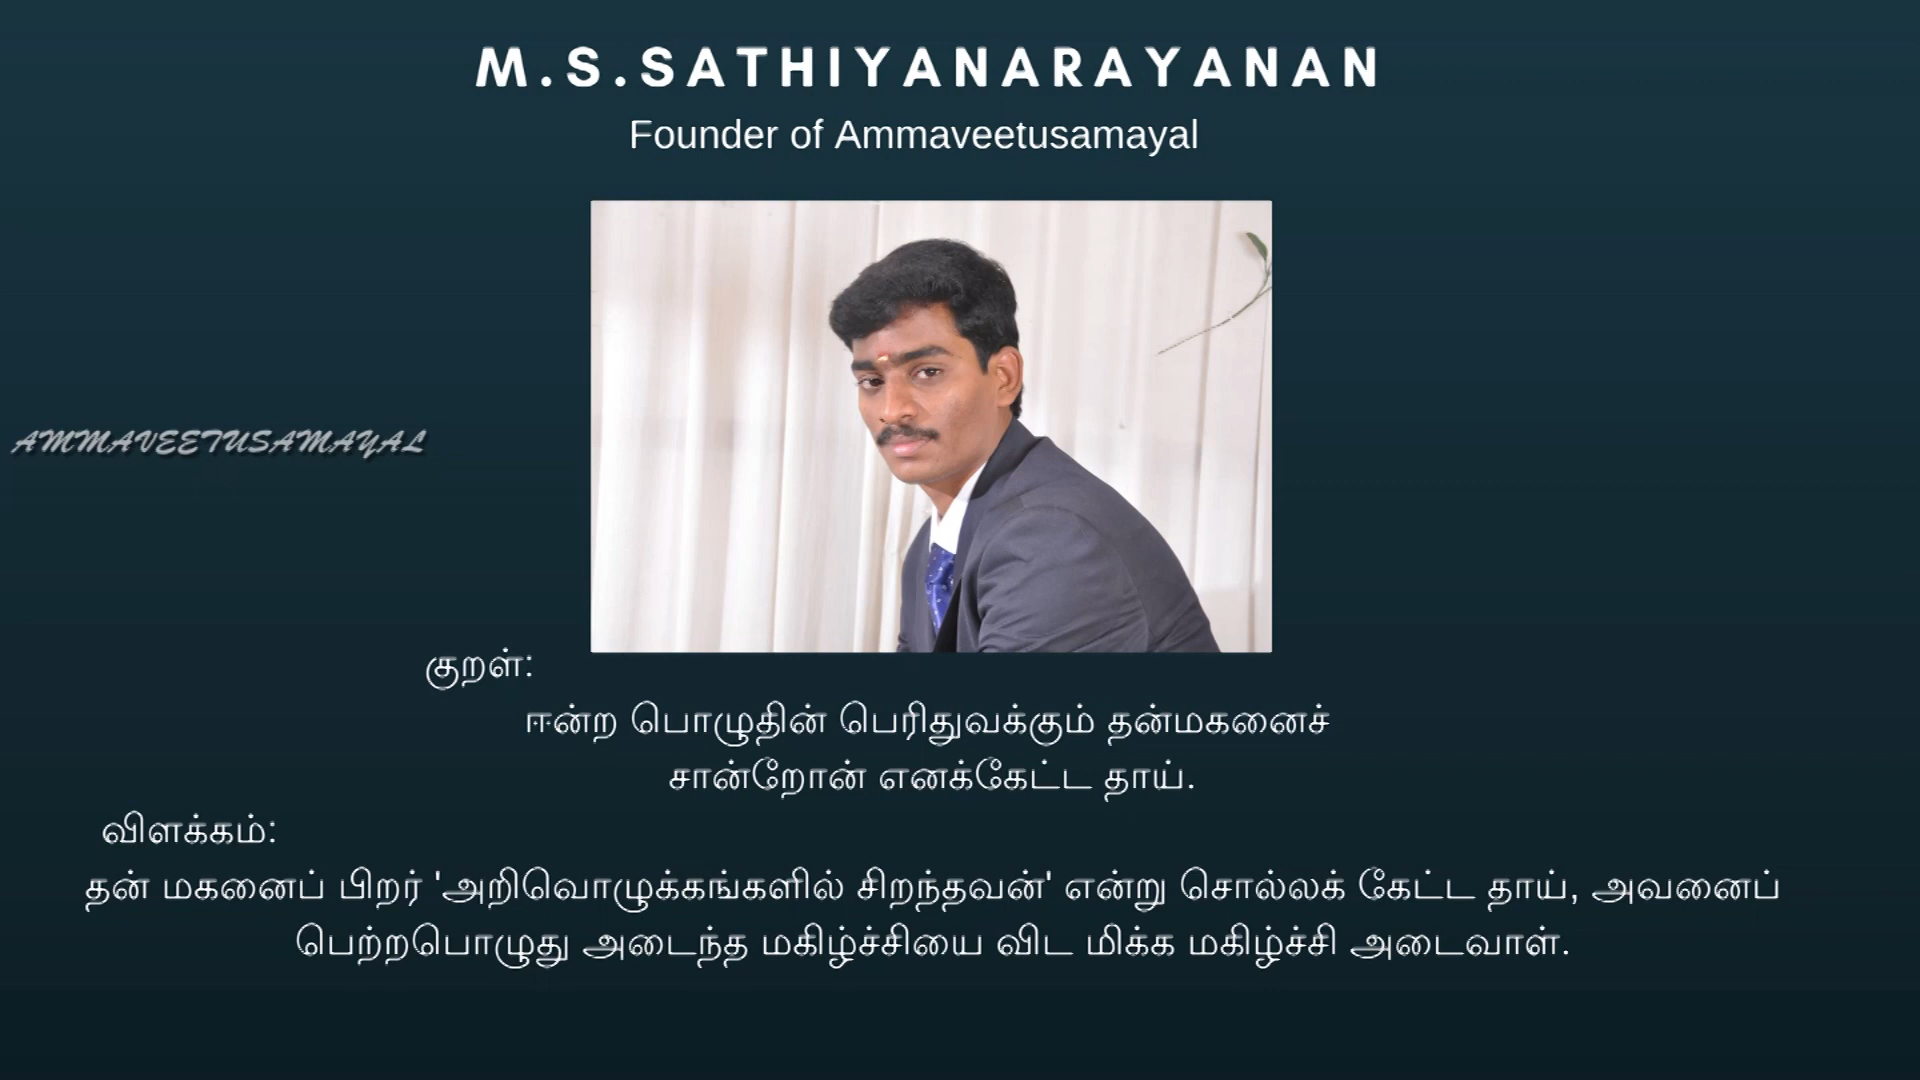 M.S.SATHIYANARAYANAN
Founder of Ammaveetusamayal
AMMAVEETUSAMAYAL
குறள்:
ஈன்ற பொழுதின் பெரிதுவக்கும் தன்மகனைச்
சான்றோன் எனக்கேட்ட தாய்.
விளக்கம்:
தன் மகனைப் பிறர் 'அறிவொழுக்கங்களில் சிறந்தவன்' என்று சொல்லக் கேட்ட தாய், அவனைப்
பெற்றபொழுது அடைந்த மகிழ்ச்சியை விட மிக்க மகிழ்ச்சி அடைவாள்.